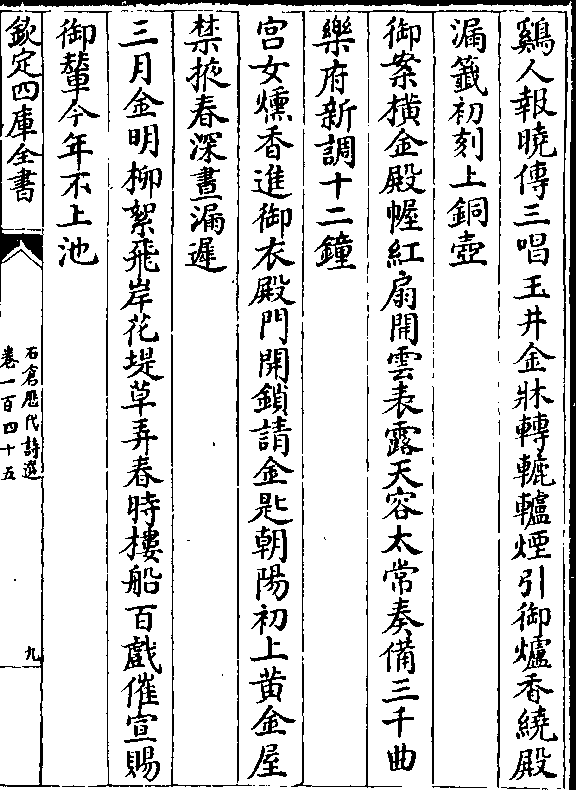 鷄人報曉傳三唱玉井金牀轉轆轤煙引御爐香繞殿
漏籤初刻上銅壺
御案横金殿幄紅扇開雲表露天容太常奏備三千曲
樂府新調十二鐘
宫女燻香進御衣殿門開鎖請金匙朝陽初上黄金屋
禁掖春深晝漏遲
三月金明柳絮飛岸花堤草弄春時樓船百戲催宣賜
御輦今年不上池
欽定四庫全書
石倉歷代詩選
卷一百四十五
九